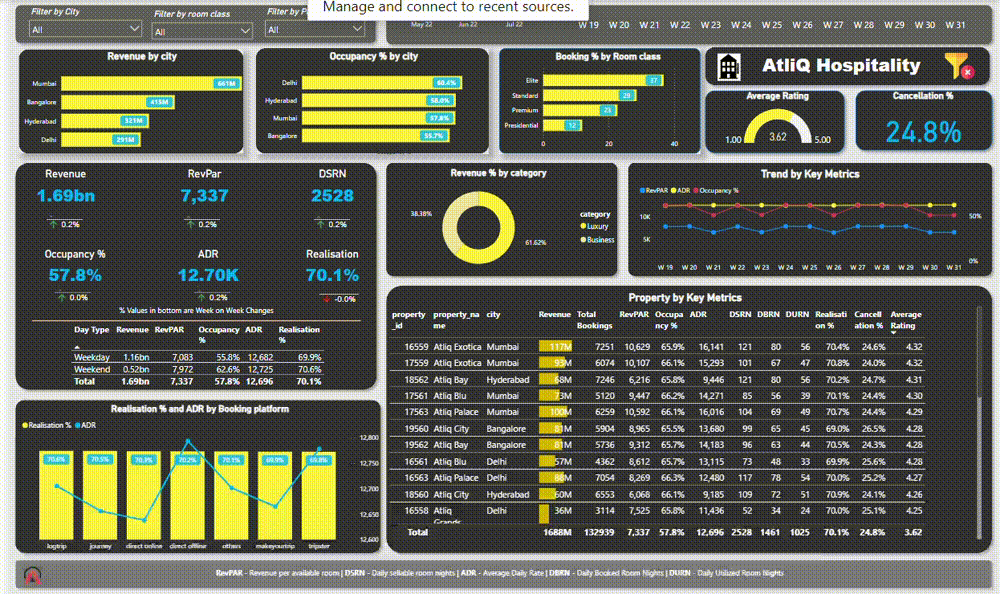 Manage and connect to recent sources.
Filter by City
All
Filter by room class
All
Filter by P
All
May 22 Jun 22 Jul 22
W 19 W 20 W 21 W 22 W 23 W 24 W 25 W 26 W 27 W 28 W 29 W 30 W 31
Revenue by city
Mumbai 661M
Bangalore 415M
Hyderabad 321M
Delhi 291M
Occupancy % by city
Delhi 60.4%
Hyderabad 58.0%
Mumbai 57.8%
Bangalore 55.7%
Booking % by Room class
Elite 37
Standard 29
Premium 23
Presidential 12
0 20 40
AtliQ Hospitality
Average Rating
1.00 3.62 5.00
Cancellation %
24.8%
Revenue RevPar DSRN
1.69bn 7,337 2528
0.2% 0.2% 0.2%
Occupancy % ADR Realisation
57.8% 12.70K 70.1%
0.0% 0.2% -0.0%
% Values in bottom are Week on Week Changes
Day Type Revenue RevPAR Occupancy % ADR Realisation %
Weekday 1.16bn 7,083 55.8% 12,682 69.9%
Weekend 0.52bn 7,972 62.6% 12,725 70.6%
Total 1.69bn 7,337 57.8% 12,696 70.1%
Revenue % by category
38.38%
61.62%
category
Luxury
Business
Trend by Key Metrics
RevPAR ADR Occupancy %
10K 50%
5K
0%
W 19 W 20 W 21 W 22 W 23 W 24 W 25 W 26 W 27 W 28 W 29 W 30 W 31
Property by Key Metrics
property_id property_name city Revenue Total Bookings RevPAR Occupancy % ADR DSRN DBRN DURN Realisation % Cancellation % Average Rating
16559 Atliq Exotica Mumbai 117M 7251 10,629 65.9% 16,141 121 80 56 70.4% 24.6% 4.32
17559 Atliq Exotica Mumbai 93M 6074 10,107 66.1% 15,293 101 67 47 70.8% 24.0% 4.32
18562 Atliq Bay Hyderabad 68M 7246 6,216 65.8% 9,446 121 80 56 70.2% 24.7% 4.31
17561 Atliq Blu Mumbai 73M 5120 9,447 66.2% 14,271 85 56 39 70.1% 24.4% 4.30
17563 Atliq Palace Mumbai 100M 6259 10,592 66.1% 16,016 104 69 49 70.7% 24.4% 4.29
19560 Atliq City Bangalore 81M 5904 8,965 65.5% 13,680 99 65 45 69.0% 26.5% 4.28
19562 Atliq Bay Bangalore 81M 5736 9,312 65.7% 14,183 96 63 44 70.5% 24.3% 4.28
16561 Atliq Blu Delhi 57M 4362 8,612 65.7% 13,115 73 48 33 69.9% 25.6% 4.28
16563 Atliq Palace Delhi 88M 7054 8,269 66.3% 12,480 117 78 54 70.0% 25.2% 4.27
18560 Atliq City Hyderabad 60M 6553 6,068 66.1% 9,185 109 72 51 70.9% 24.1% 4.26
16558 Atliq Grands Delhi 36M 3114 7,525 65.8% 11,436 52 34 24 70.0% 25.1% 4.25
Total 1688M 132939 7,337 57.8% 12,696 2528 1461 1025 70.1% 24.8% 3.62
Realisation % and ADR by Booking platform
Realisation % ADR
70.6% 70.5% 70.3% 70.2% 70.1% 69.9% 69.8%
12,800
12,750
12,700
12,650
12,600
logtrip journey direct online direct offline others makeyourtrip tripster
RevPAR - Revenue per available room | DSRN - Daily sellable room nights | ADR - Average Daily Rate | DBRN - Daily Booked Room Nights | DURN - Daily Utilized Room Nights